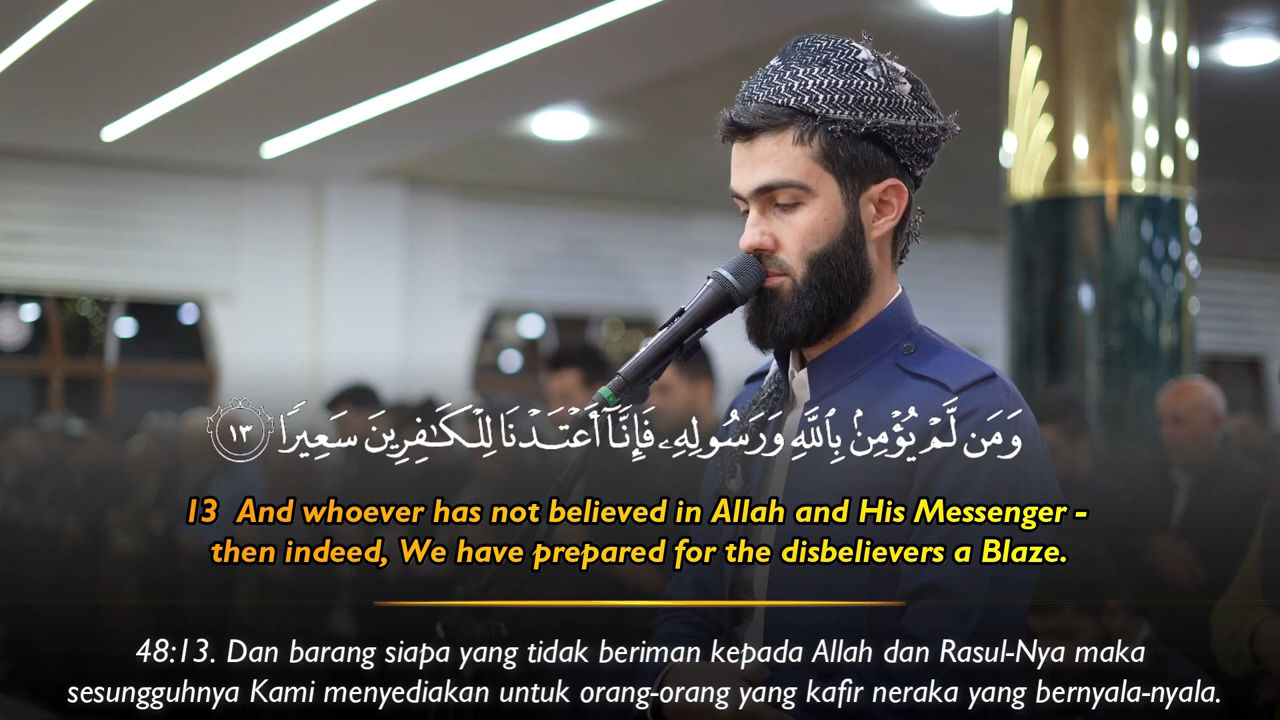 وَمَن لَّمْ يُؤْمِنۢ بِٱللَّهِ وَرَسُولِهِۦ فَإِنَّآ أَعْتَدْنَا لِلْكَـٰفِرِينَ سَعِيرًا ١٣
13 And whoever has not believed in Allah and His Messenger -
then indeed, We have prepared for the disbelievers a Blaze.
48:13. Dan barang siapa yang tidak beriman kepada Allah dan Rasul-Nya maka
sesungguhnya Kami menyediakan untuk orang-orang yang kafir neraka yang bernyala-nyala.